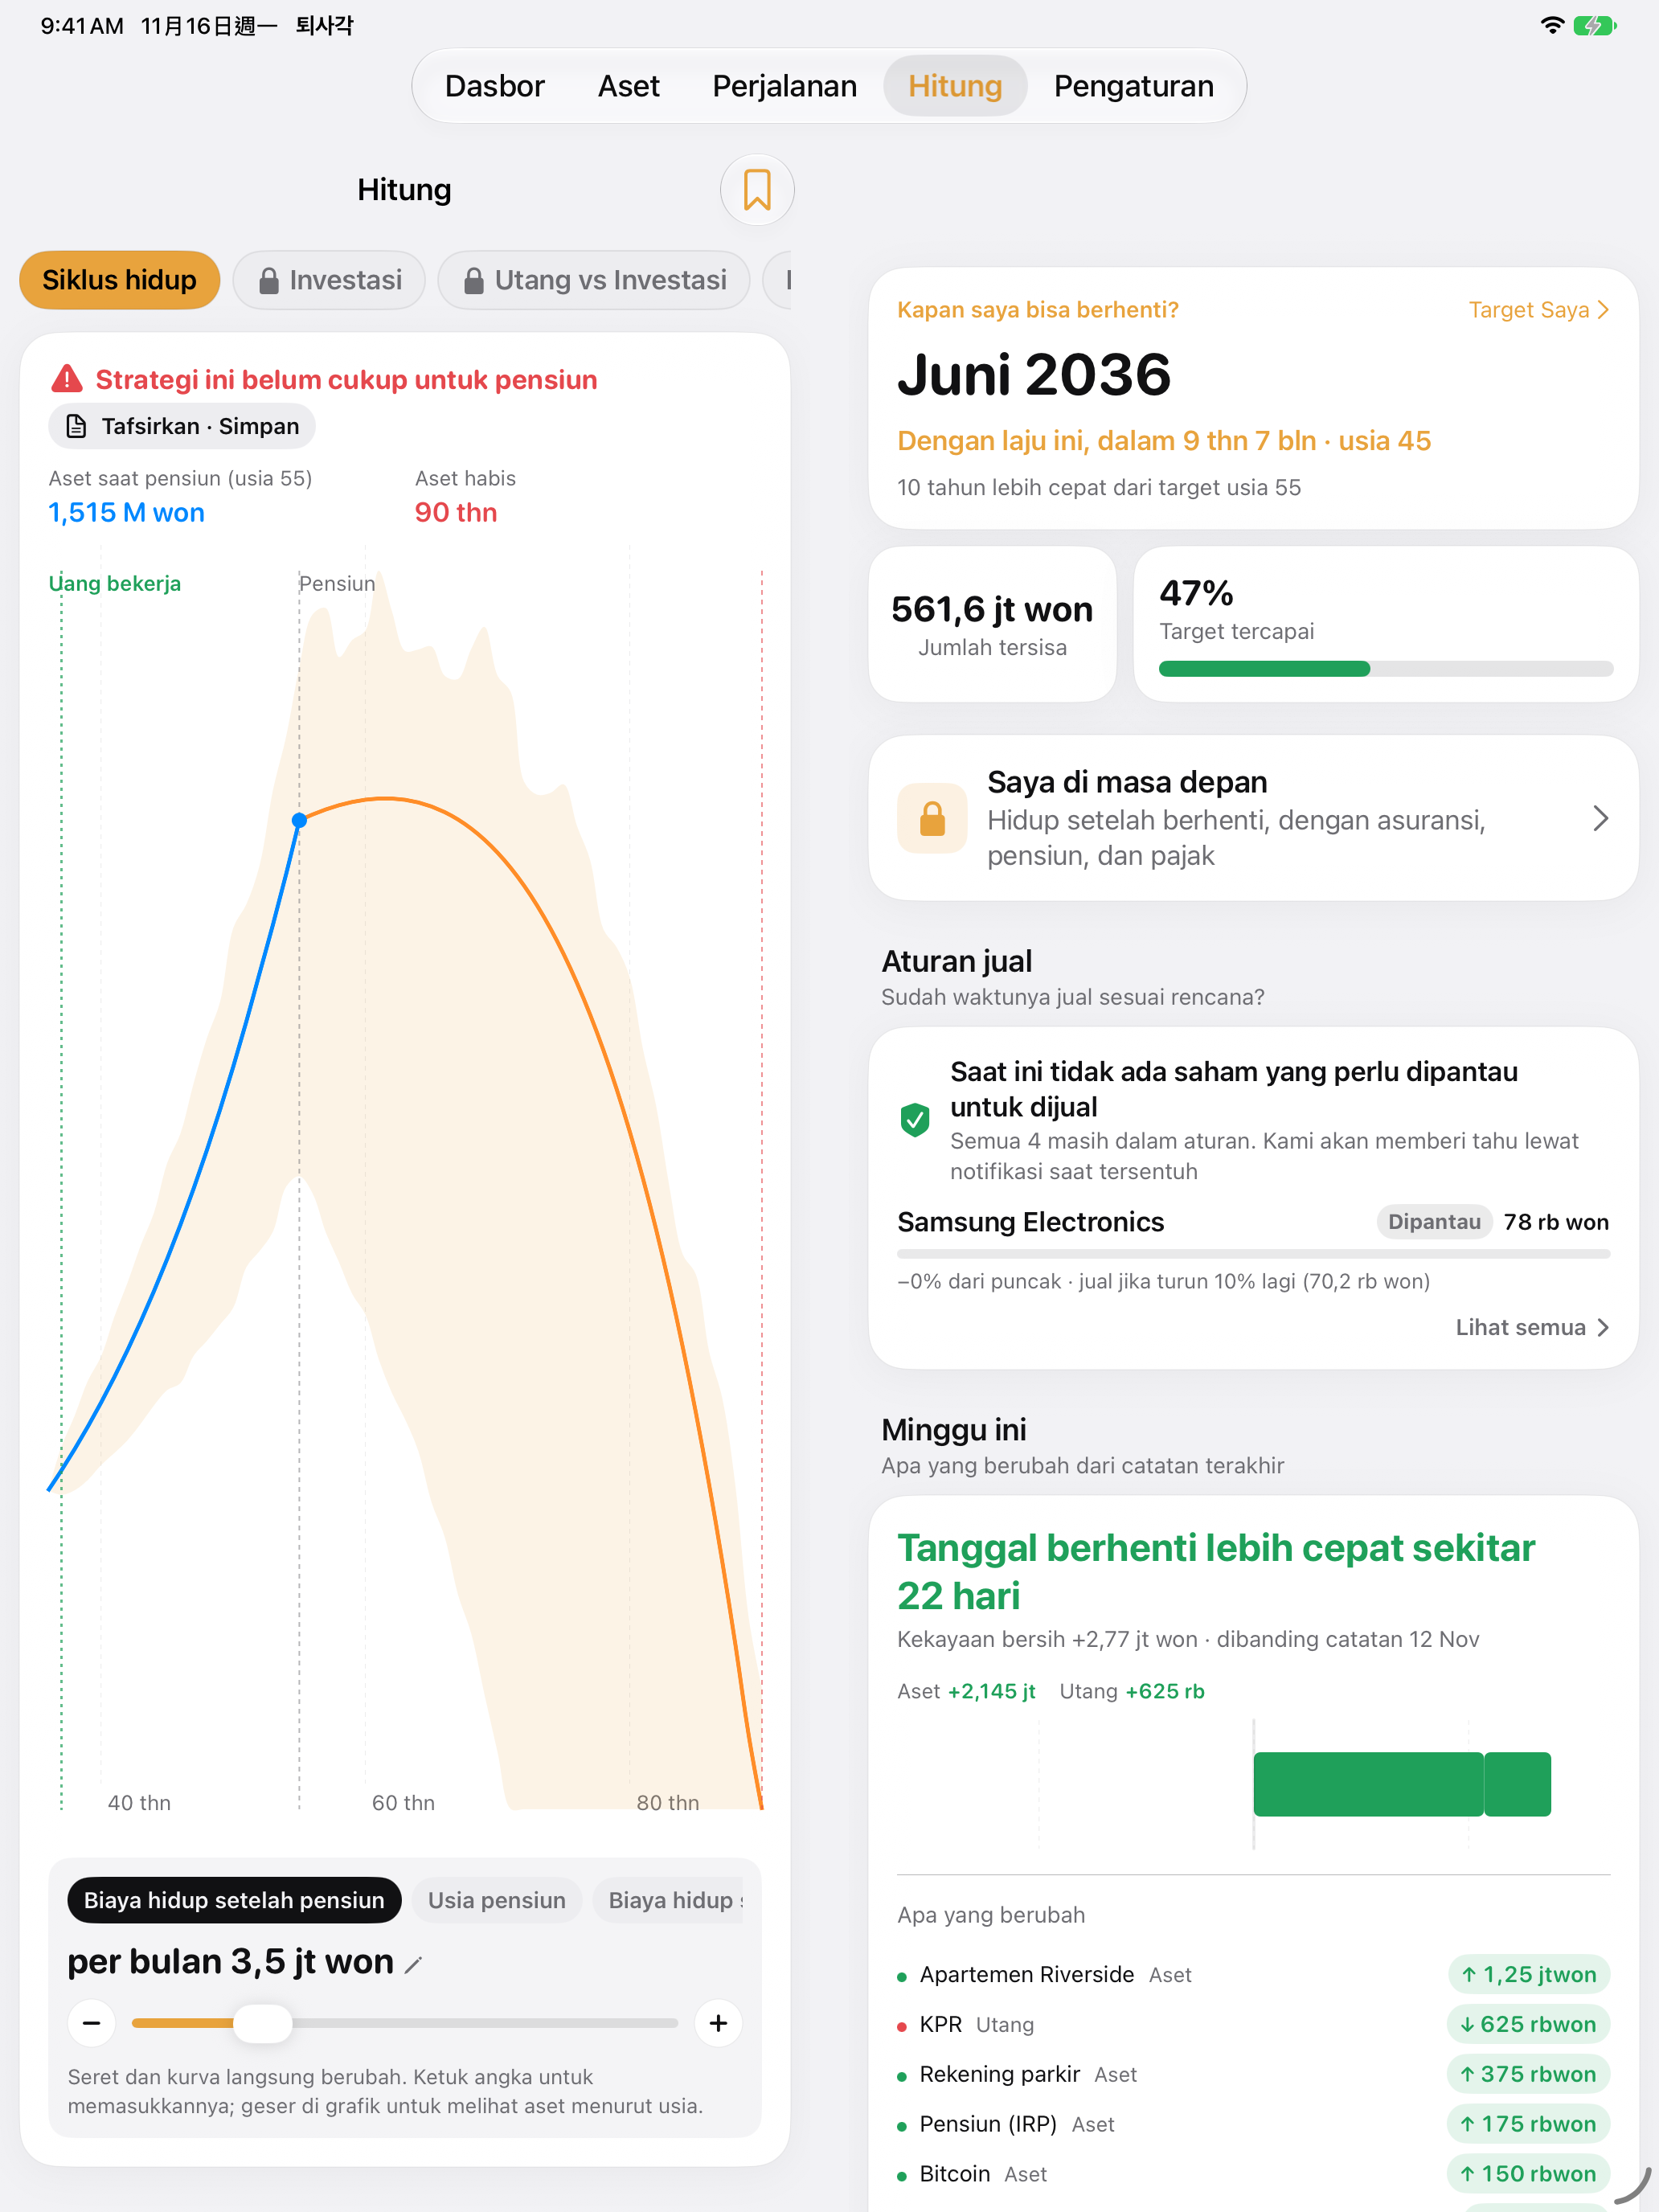 9:41 AM 11月16日週一 퇴사각
Dasbor Aset Perjalanan Hitung Pengaturan
Hitung
Siklus hidup Investasi Utang vs Investasi
Strategi ini belum cukup untuk pensiun
Tafsirkan · Simpan
Aset saat pensiun (usia 55) Aset habis
1,515 M won 90 thn
Uang bekerja Pensiun
40 thn 60 thn 80 thn
Biaya hidup setelah pensiun Usia pensiun Biaya hidup
per bulan 3,5 jt won
− +
Seret dan kurva langsung berubah. Ketuk angka untuk
memasukkannya; geser di grafik untuk melihat aset menurut usia.
Kapan saya bisa berhenti? Target Saya
Juni 2036
Dengan laju ini, dalam 9 thn 7 bln · usia 45
10 tahun lebih cepat dari target usia 55
561,6 jt won
Jumlah tersisa
47%
Target tercapai
Saya di masa depan
Hidup setelah berhenti, dengan asuransi,
pensiun, dan pajak
Aturan jual
Sudah waktunya jual sesuai rencana?
Saat ini tidak ada saham yang perlu dipantau
untuk dijual
Semua 4 masih dalam aturan. Kami akan memberi tahu lewat
notifikasi saat tersentuh
Samsung Electronics Dipantau 78 rb won
−0% dari puncak · jual jika turun 10% lagi (70,2 rb won)
Lihat semua
Minggu ini
Apa yang berubah dari catatan terakhir
Tanggal berhenti lebih cepat sekitar
22 hari
Kekayaan bersih +2,77 jt won · dibanding catatan 12 Nov
Aset +2,145 jt Utang +625 rb
Apa yang berubah
Apartemen Riverside Aset ↑ 1,25 jtwon
KPR Utang ↓ 625 rbwon
Rekening parkir Aset ↑ 375 rbwon
Pensiun (IRP) Aset ↑ 175 rbwon
Bitcoin Aset ↑ 150 rbwon